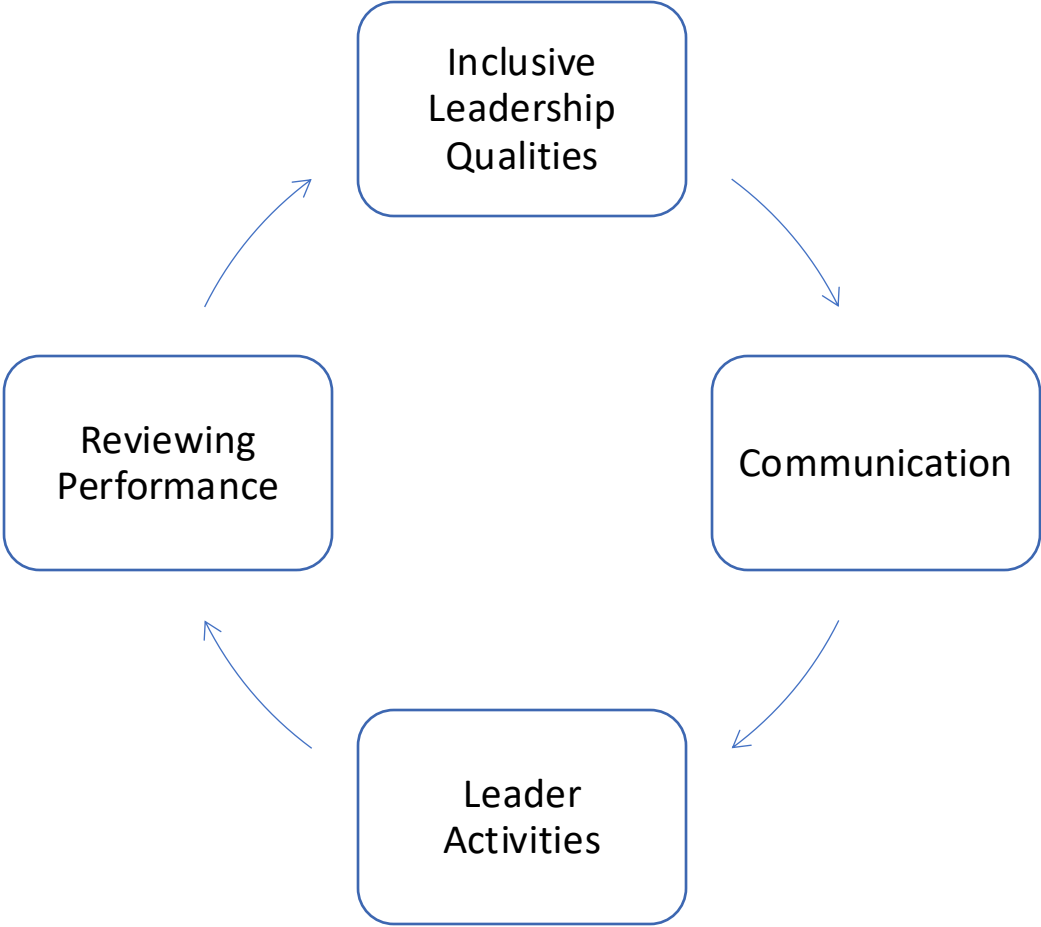 Inclusive
Leadership
Qualities
Reviewing
Performance
Communication
Leader
Activities